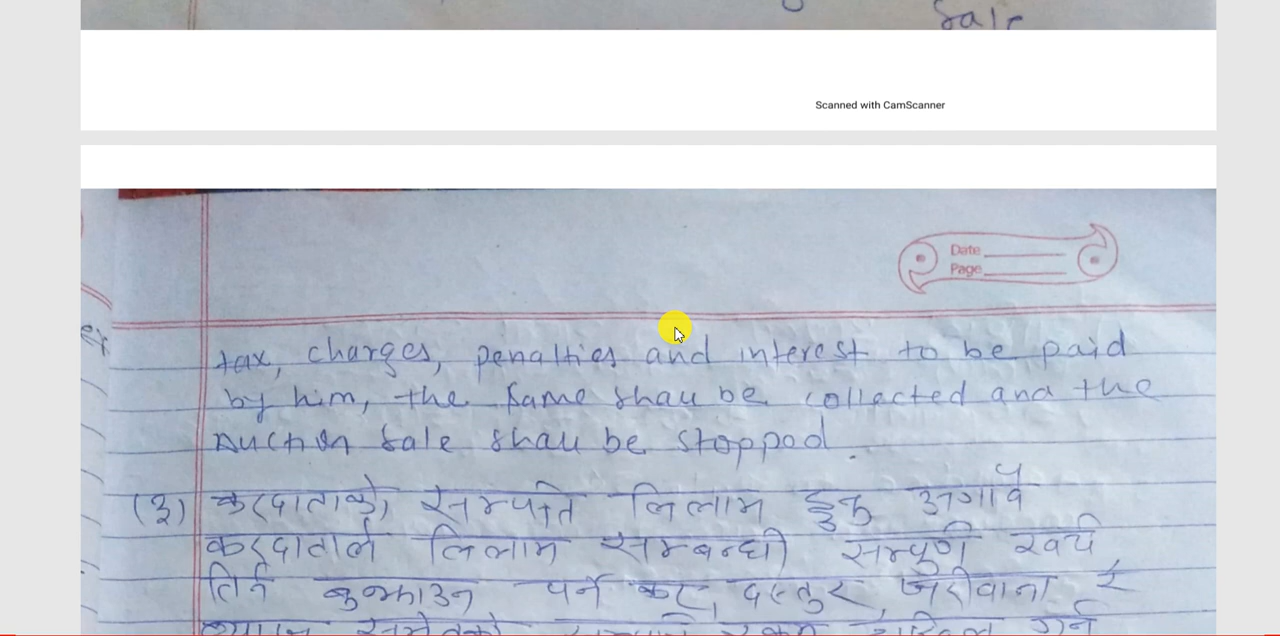 Sale
Scanned with CamScanner
Date
Page
tax, charges, penalties and interest to be paid
by him, the same shall be collected and the
Auction Sale shall be stopped.
(३) करदाताको सम्पत्ति लिलाम हुनु अगावै
करदाताले लिलाम सम्बन्धी सम्पूर्ण खर्च
तिर्न बुझाउन पर्ने कर, दस्तुर, जरीवाना र